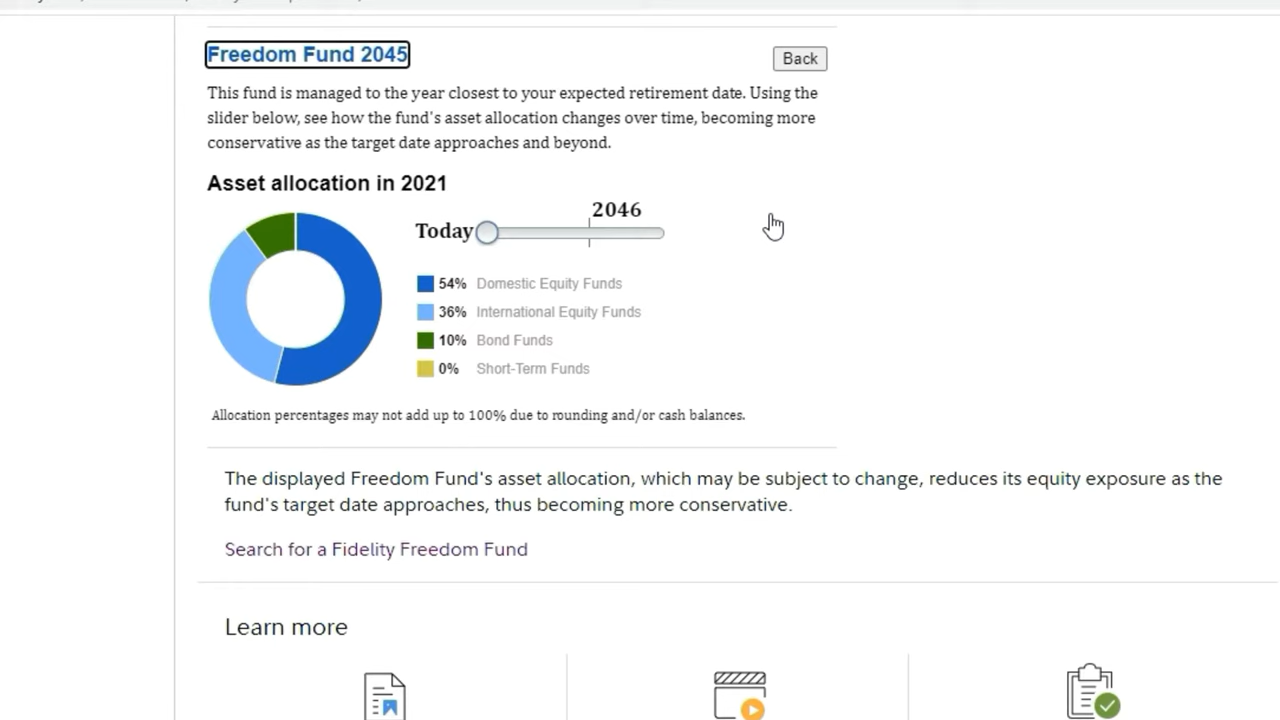 Freedom Fund 2045
Back
This fund is managed to the year closest to your expected retirement date. Using the
slider below, see how the fund's asset allocation changes over time, becoming more
conservative as the target date approaches and beyond.
Asset allocation in 2021
2046
Today
54% Domestic Equity Funds
36% International Equity Funds
10% Bond Funds
0% Short-Term Funds
Allocation percentages may not add up to 100% due to rounding and/or cash balances.
The displayed Freedom Fund's asset allocation, which may be subject to change, reduces its equity exposure as the
fund's target date approaches, thus becoming more conservative.
Search for a Fidelity Freedom Fund
Learn more